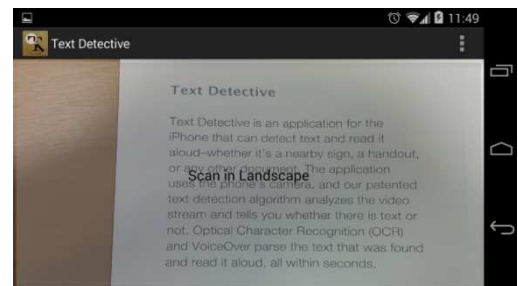 11:49
Text Detective
Text Detective
Text Detective is an application for the
iPhone that can detect text and read it
aloud–whether it's a nearby sign, a handout,
or any other document. The application
Scan in Landscape
uses the phone's camera, and our patented
text detection algorithm analyzes the video
stream and tells you whether there is text or
not. Optical Character Recognition (OCR)
and VoiceOver parse the text that was found
and read it aloud, all within seconds.